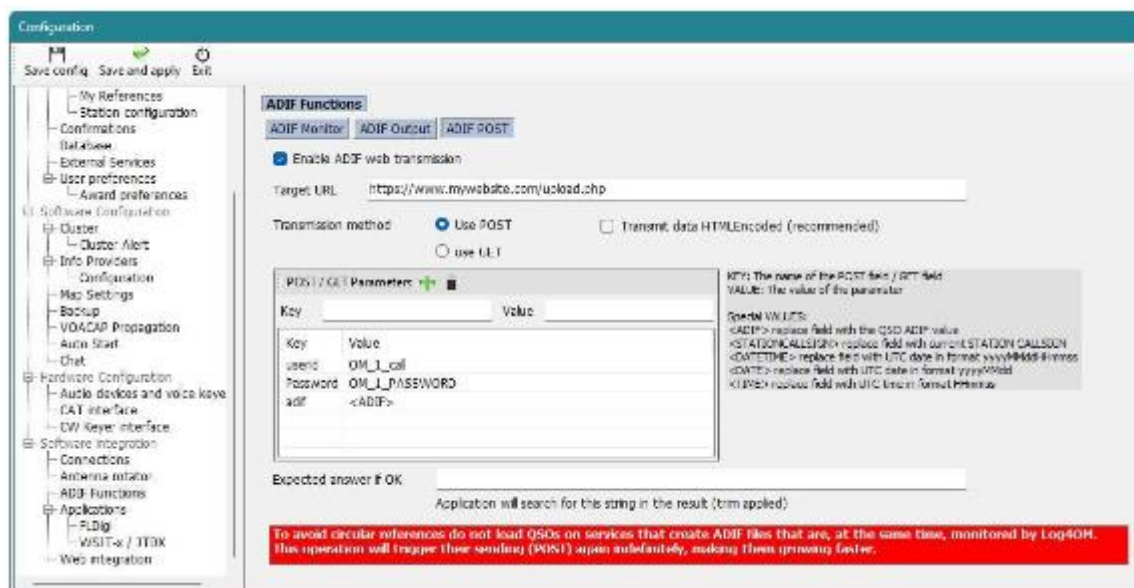 Configuration
Save config Save and apply Exit
My References
Station configuration
Confirmations
Database
External Services
User preferences
Award preferences
Software Configuration
Cluster
Cluster Alert
Info Providers
Configuration
Map Settings
Backup
VOACAP Propagation
Auto Start
Chat
Hardware Configuration
Audio devices and voice keye
CAT interface
CW Keyer interface
Software integration
Connections
Antenna rotator
ADIF Functions
Applications
FLDigi
WSJT-x / JTDX
Web integration
ADIF Functions
ADIF Monitor ADIF Output ADIF POST
Enable ADIF web transmission
Target URL https://www.mywebsite.com/upload.php
Transmission method Use POST Transmit data HTMLEncoded (recommended)
use GET
POST / GET Parameters
Key Value
Key Value
userid OM_1_call
Password OM_1_PASSWORD
adif <ADIF>
KEY: The name of the POST field / GET field
VALUE: The value of the parameter
Special VALUES:
<ADIF> replace field with the QSO ADIF value
<STATIONCALLSIGN> replace field with current STATION CALLSIGN
<DATETIME> replace field with UTC date in format yyyyMMddHHmmss
<DATE> replace field with UTC date in format yyyyMMdd
<TIME> replace field with UTC time in format HHmmss
Expected answer if OK
Application will search for this string in the result (trim applied)
To avoid circular references do not load QSOs on services that create ADIF files that are, at the same time, monitored by Log4OM.
This operation will trigger their sending (POST) again indefinitely, making them growing faster.